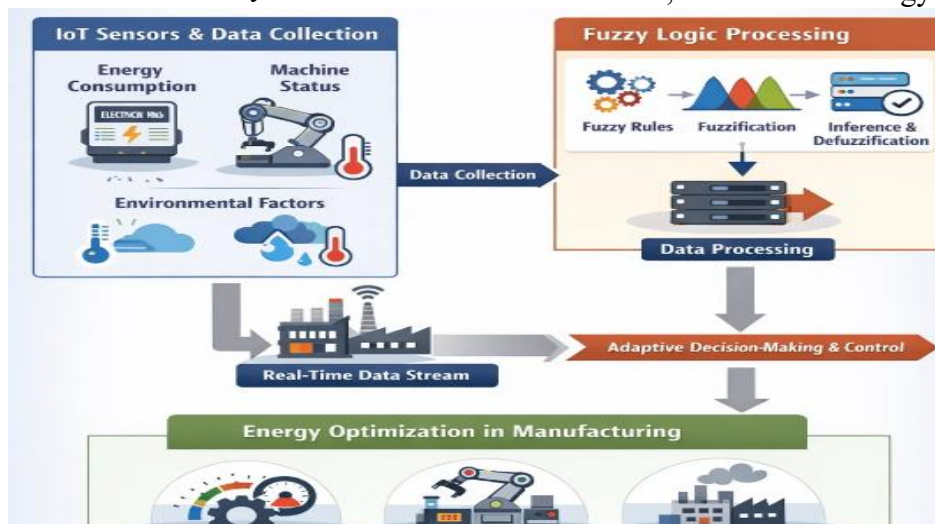 IoT Sensors & Data Collection
Energy
Consumption
Machine
Status
Environmental Factors
Data Collection
Fuzzy Logic Processing
Fuzzy Rules
Fuzzification
Inference &
Defuzzification
Data Processing
Real-Time Data Stream
Adaptive Decision-Making & Control
Energy Optimization in Manufacturing